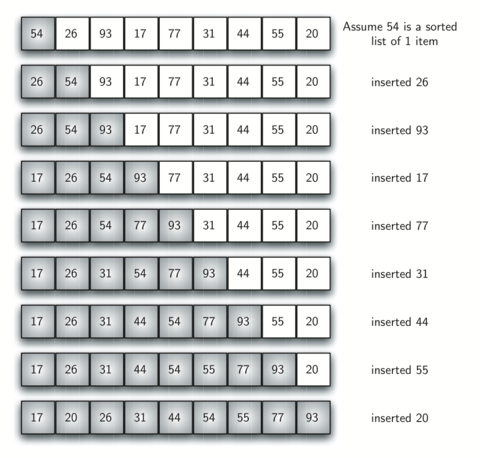 54 26 93 17 77 31 44 55 20 Assume 54 is a sorted
list of 1 item
26 54 93 17 77 31 44 55 20 inserted 26
26 54 93 17 77 31 44 55 20 inserted 93
17 26 54 93 77 31 44 55 20 inserted 17
17 26 54 77 93 31 44 55 20 inserted 77
17 26 31 54 77 93 44 55 20 inserted 31
17 26 31 44 54 77 93 55 20 inserted 44
17 26 31 44 54 55 77 93 20 inserted 55
17 20 26 31 44 54 55 77 93 inserted 20